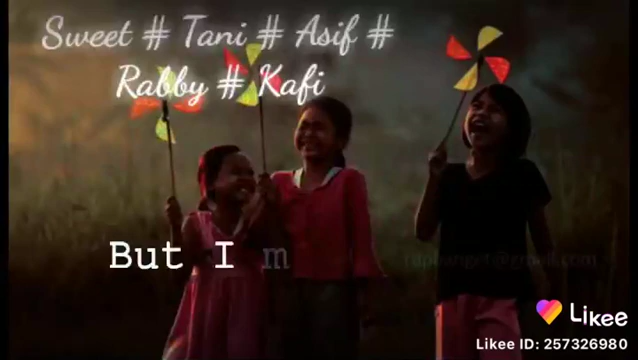 Sweet # Tani # Asif #
Rabby # Kafi
But I m
Likee
Likee ID: 257326980